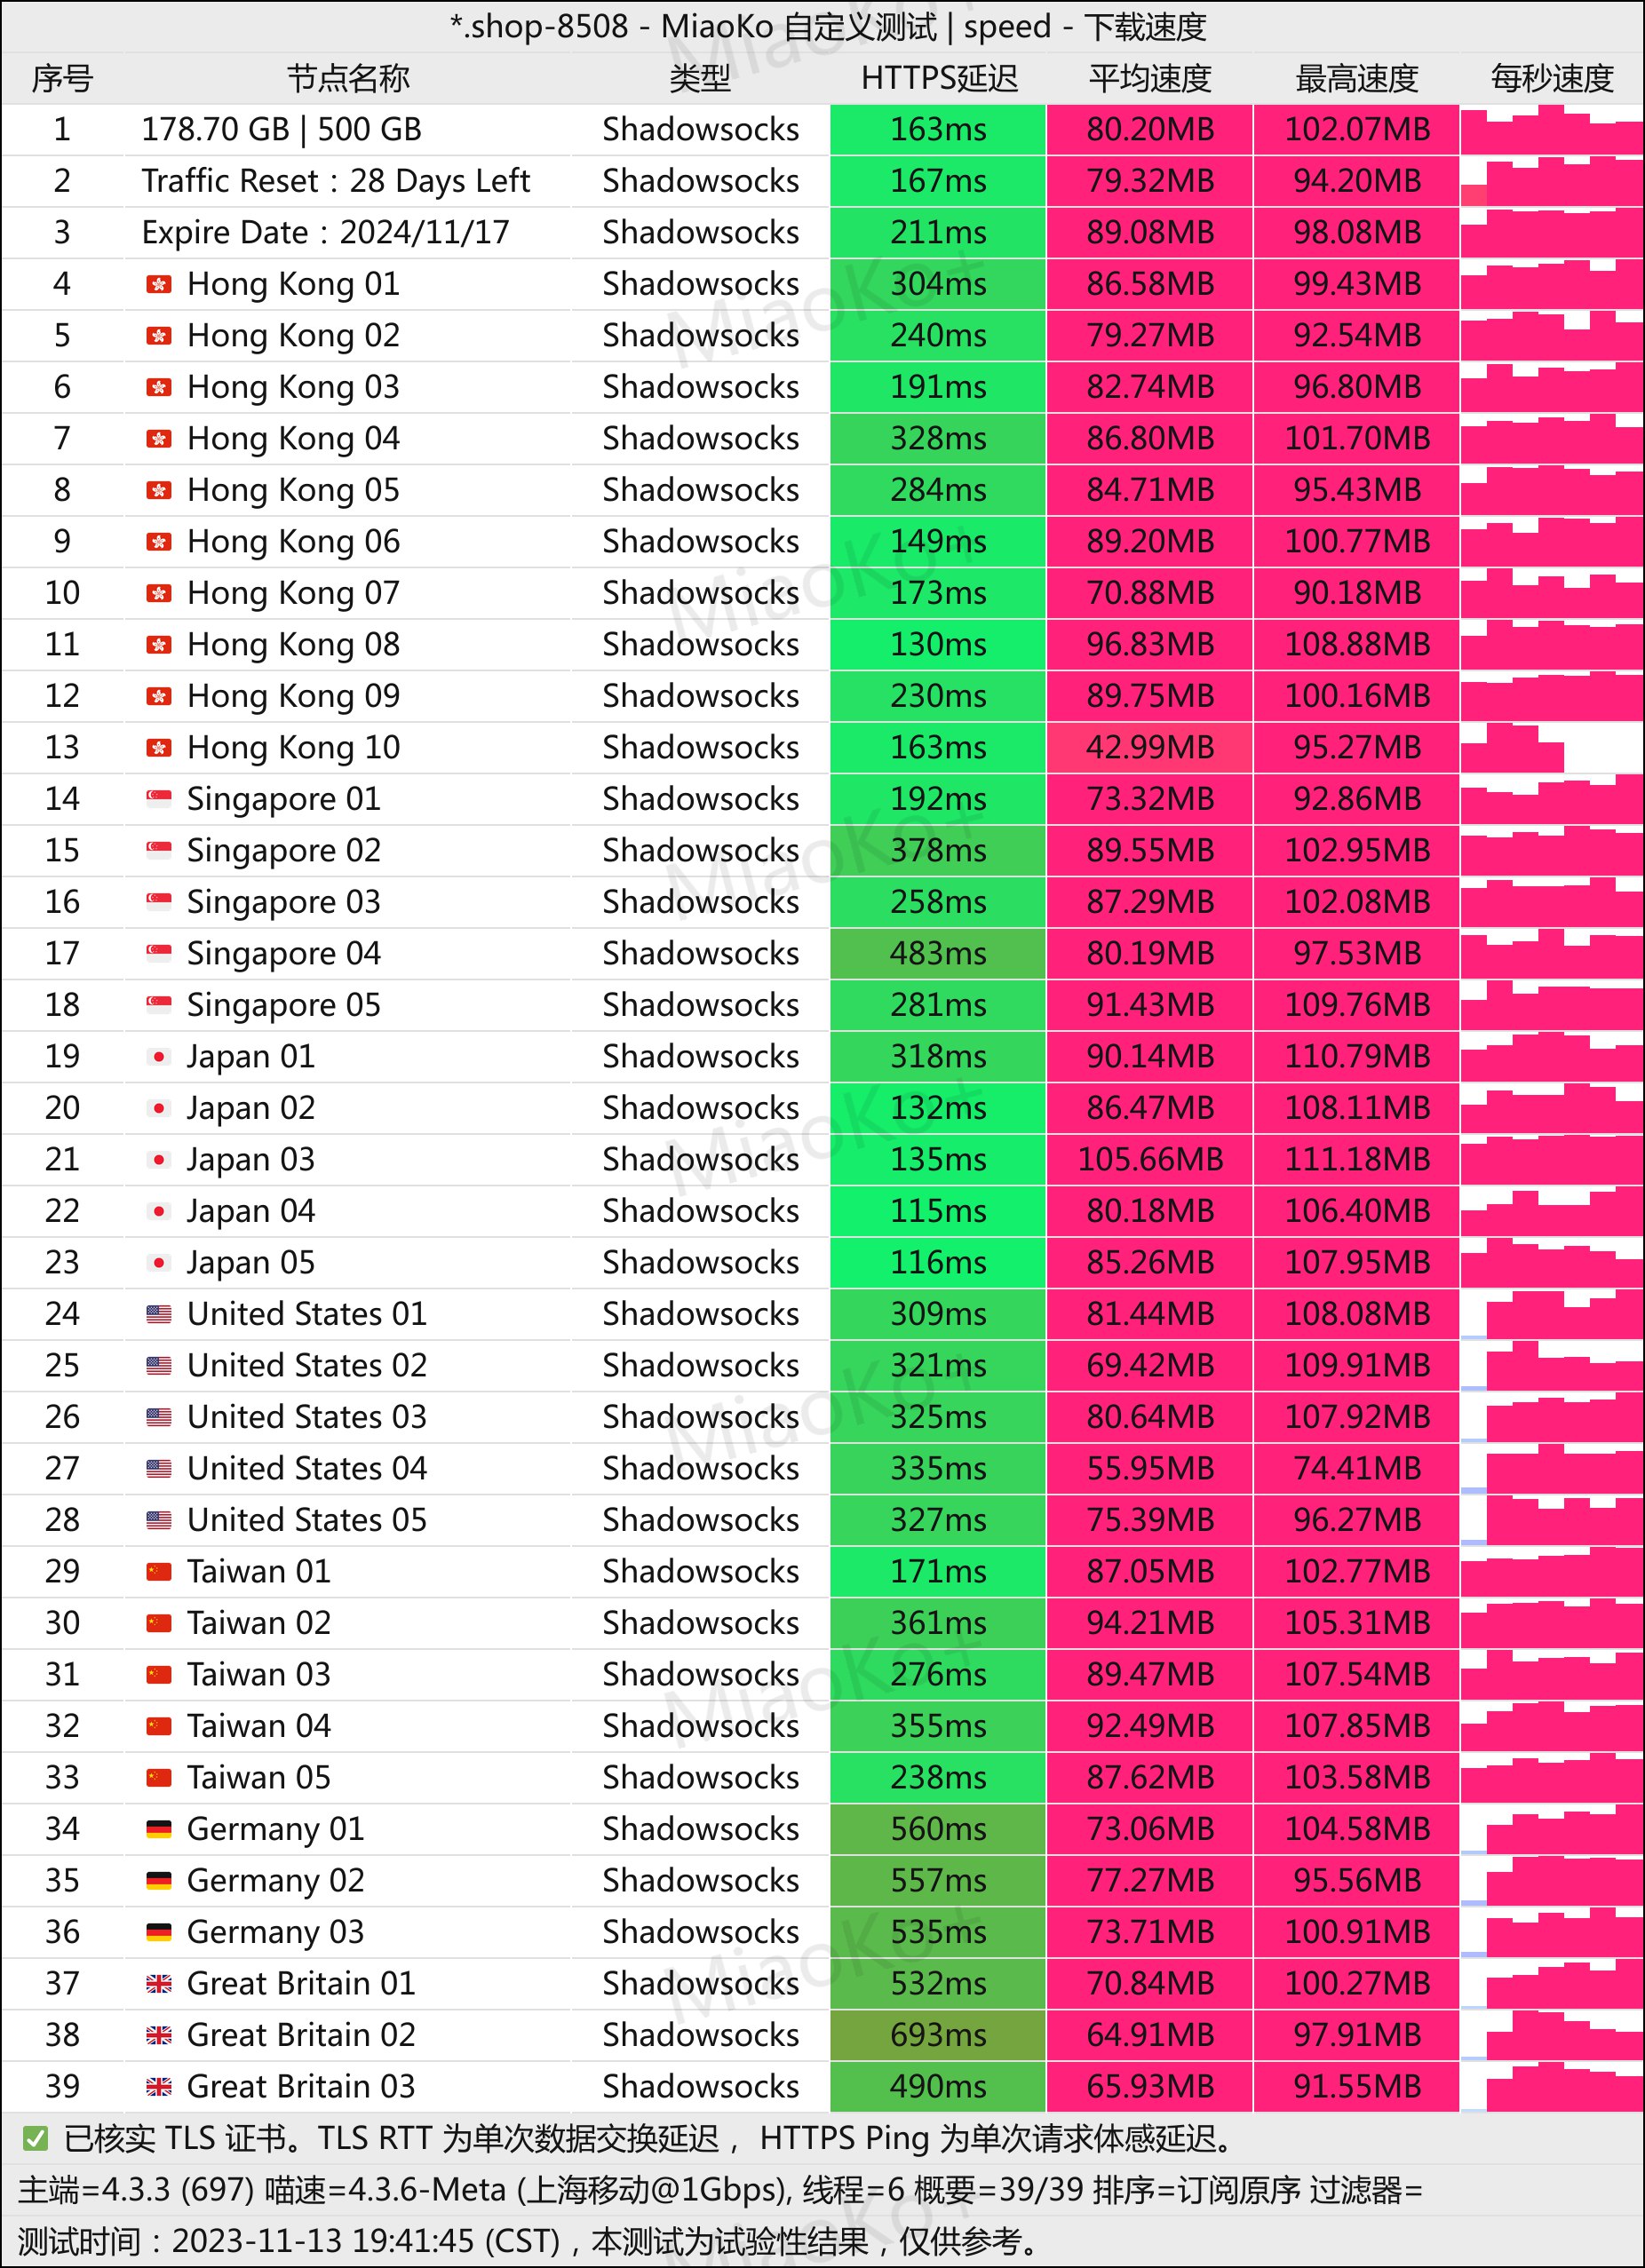 *.shop-8508 - MiaoKo 自定义测试 | speed - 下载速度
序号 节点名称 类型 HTTPS延迟 平均速度 最高速度 每秒速度
1 178.70 GB | 500 GB Shadowsocks 163ms 80.20MB 102.07MB
2 Traffic Reset : 28 Days Left Shadowsocks 167ms 79.32MB 94.20MB
3 Expire Date : 2024/11/17 Shadowsocks 211ms 89.08MB 98.08MB
4 Hong Kong 01 Shadowsocks 304ms 86.58MB 99.43MB
5 Hong Kong 02 Shadowsocks 240ms 79.27MB 92.54MB
6 Hong Kong 03 Shadowsocks 191ms 82.74MB 96.80MB
7 Hong Kong 04 Shadowsocks 328ms 86.80MB 101.70MB
8 Hong Kong 05 Shadowsocks 284ms 84.71MB 95.43MB
9 Hong Kong 06 Shadowsocks 149ms 89.20MB 100.77MB
10 Hong Kong 07 Shadowsocks 173ms 70.88MB 90.18MB
11 Hong Kong 08 Shadowsocks 130ms 96.83MB 108.88MB
12 Hong Kong 09 Shadowsocks 230ms 89.75MB 100.16MB
13 Hong Kong 10 Shadowsocks 163ms 42.99MB 95.27MB
14 Singapore 01 Shadowsocks 192ms 73.32MB 92.86MB
15 Singapore 02 Shadowsocks 378ms 89.55MB 102.95MB
16 Singapore 03 Shadowsocks 258ms 87.29MB 102.08MB
17 Singapore 04 Shadowsocks 483ms 80.19MB 97.53MB
18 Singapore 05 Shadowsocks 281ms 91.43MB 109.76MB
19 Japan 01 Shadowsocks 318ms 90.14MB 110.79MB
20 Japan 02 Shadowsocks 132ms 86.47MB 108.11MB
21 Japan 03 Shadowsocks 135ms 105.66MB 111.18MB
22 Japan 04 Shadowsocks 115ms 80.18MB 106.40MB
23 Japan 05 Shadowsocks 116ms 85.26MB 107.95MB
24 United States 01 Shadowsocks 309ms 81.44MB 108.08MB
25 United States 02 Shadowsocks 321ms 69.42MB 109.91MB
26 United States 03 Shadowsocks 325ms 80.64MB 107.92MB
27 United States 04 Shadowsocks 335ms 55.95MB 74.41MB
28 United States 05 Shadowsocks 327ms 75.39MB 96.27MB
29 Taiwan 01 Shadowsocks 171ms 87.05MB 102.77MB
30 Taiwan 02 Shadowsocks 361ms 94.21MB 105.31MB
31 Taiwan 03 Shadowsocks 276ms 89.47MB 107.54MB
32 Taiwan 04 Shadowsocks 355ms 92.49MB 107.85MB
33 Taiwan 05 Shadowsocks 238ms 87.62MB 103.58MB
34 Germany 01 Shadowsocks 560ms 73.06MB 104.58MB
35 Germany 02 Shadowsocks 557ms 77.27MB 95.56MB
36 Germany 03 Shadowsocks 535ms 73.71MB 100.91MB
37 Great Britain 01 Shadowsocks 532ms 70.84MB 100.27MB
38 Great Britain 02 Shadowsocks 693ms 64.91MB 97.91MB
39 Great Britain 03 Shadowsocks 490ms 65.93MB 91.55MB
✅ 已核实 TLS 证书。TLS RTT 为单次数据交换延迟，HTTPS Ping 为单次请求体感延迟。
主端=4.3.3 (697) 喵速=4.3.6-Meta (上海移动@1Gbps), 线程=6 概要=39/39 排序=订阅原序 过滤器=
测试时间：2023-11-13 19:41:45 (CST)，本测试为试验性结果，仅供参考。
MiaoKo+
MiaoKo+
MiaoKo+
MiaoKo+
MiaoKo+
MiaoKo+
MiaoKo+
MiaoKo+
MiaoKo+